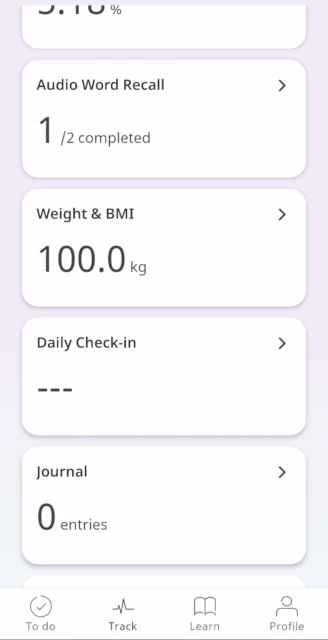 %
Audio Word Recall
1 /2 completed
Weight & BMI
100.0 kg
Daily Check-in
---
Journal
0 entries
To do
Track
Learn
Profile